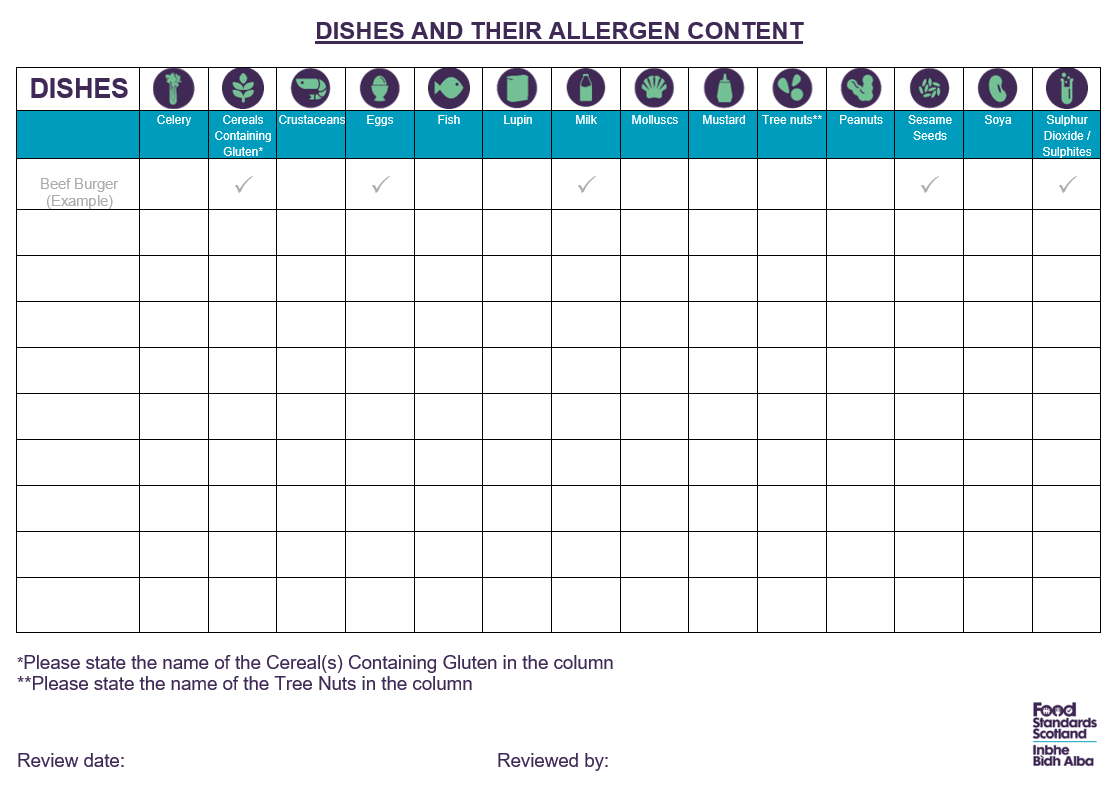 DISHES AND THEIR ALLERGEN CONTENT
DISHES
Celery
Cereals
Containing
Gluten*
Crustaceans
Eggs
Fish
Lupin
Milk
Molluscs
Mustard
Tree nuts**
Peanuts
Sesame
Seeds
Soya
Sulphur
Dioxide /
Sulphites
Beef Burger
(Example)
✓ ✓ ✓ ✓ ✓
*Please state the name of the Cereal(s) Containing Gluten in the column
**Please state the name of the Tree Nuts in the column
Review date:
Reviewed by:
Food
Standards
Scotland
Inbhe
Bìdh Alba